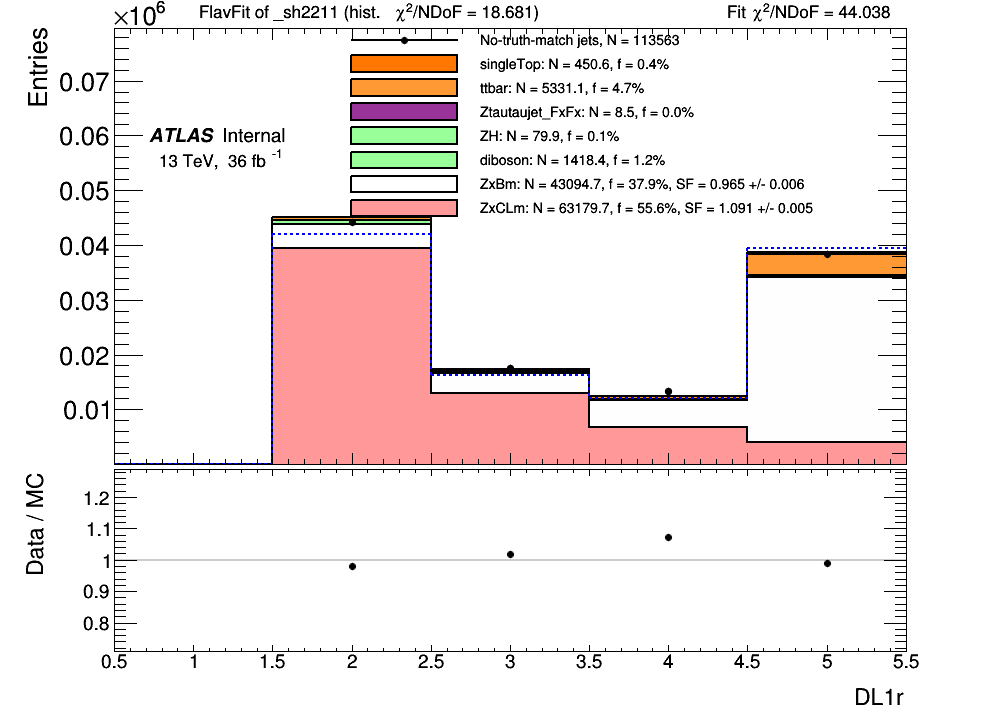 ×10⁶ FlavFit of _sh2211 (hist. χ²/NDoF = 18.681) Fit χ²/NDoF = 44.038
Entries
No-truth-match jets, N = 113563
singleTop: N = 450.6, f = 0.4%
ttbar: N = 5331.1, f = 4.7%
Ztautaujet_FxFx: N = 8.5, f = 0.0%
ZH: N = 79.9, f = 0.1%
diboson: N = 1418.4, f = 1.2%
ZxBm: N = 43094.7, f = 37.9%, SF = 0.965 +/- 0.006
ZxCLm: N = 63179.7, f = 55.6%, SF = 1.091 +/- 0.005
ATLAS Internal
13 TeV, 36 fb⁻¹
0.07
0.06
0.05
0.04
0.03
0.02
0.01
Data / MC
1.2
1.1
1
0.9
0.8
0.5 1 1.5 2 2.5 3 3.5 4 4.5 5 5.5
DL1r